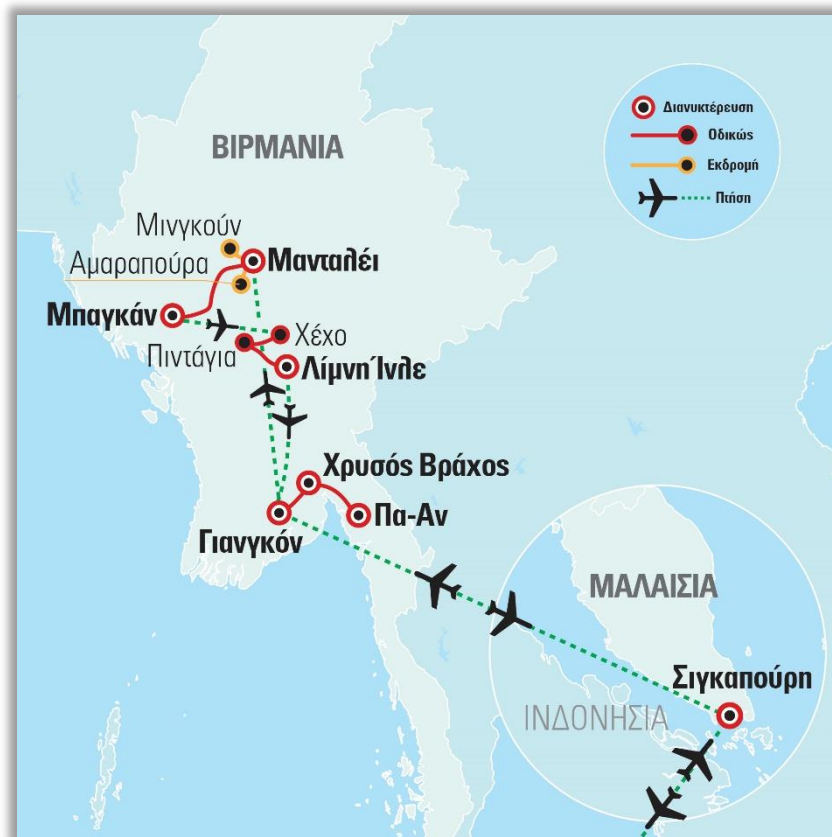 Διανυκτέρευση
Οδικώς
Εκδρομή
Πτήση
ΒΙΡΜΑΝΙΑ
Μινγκούν
Μανταλέι
Αμαραπούρα
Μπαγκάν
Χέχο
Πιντάγια
Λίμνη Ίνλε
Χρυσός Βράχος
Πα-Αν
Γιανγκόν
ΜΑΛΑΙΣΙΑ
Σιγκαπούρη
ΙΝΔΟΝΗΣΙΑ